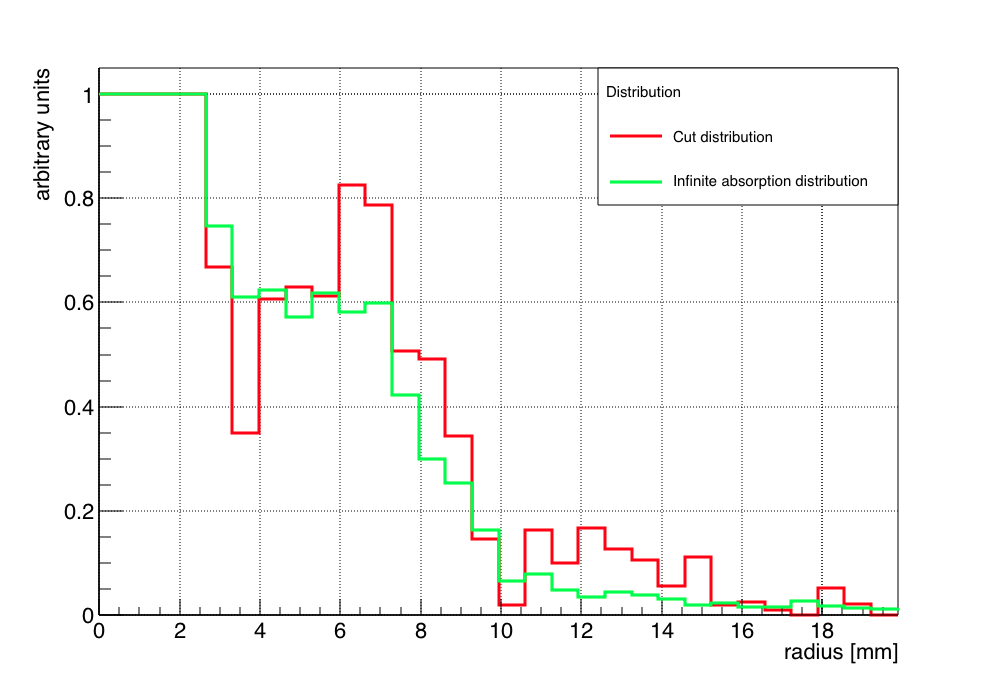 arbitrary units
1
0.8
0.6
0.4
0.2
0
0 2 4 6 8 10 12 14 16 18
radius [mm]
Distribution
Cut distribution
Infinite absorption distribution